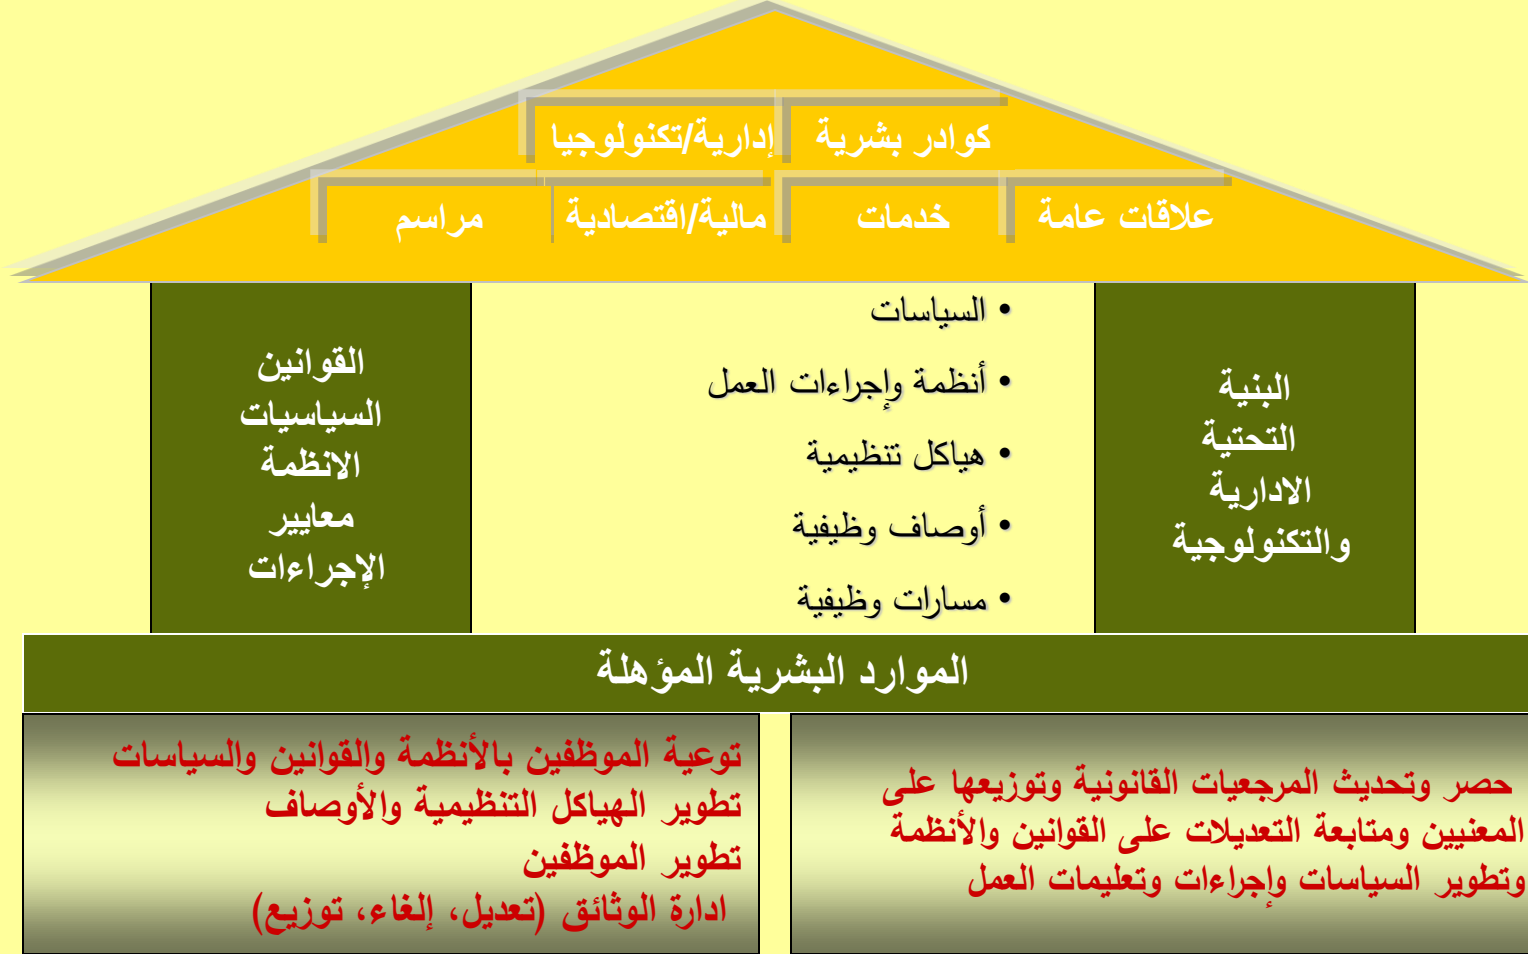 كوادر بشرية
إدارية/تكنولوجيا
علاقات عامة
خدمات
مالية/اقتصادية
مراسم
البنية
التحتية
الادارية
والتكنولوجية
• السياسات
• أنظمة وإجراءات العمل
• هياكل تنظيمية
• أوصاف وظيفية
• مسارات وظيفية
القوانين
السياسيات
الانظمة
معايير
الإجراءات
الموارد البشرية المؤهلة
حصر وتحديث المرجعيات القانونية وتوزيعها على
المعنيين ومتابعة التعديلات على القوانين والأنظمة
وتطوير السياسات وإجراءات وتعليمات العمل
توعية الموظفين بالأنظمة والقوانين والسياسات
تطوير الهياكل التنظيمية والأوصاف
تطوير الموظفين
ادارة الوثائق (تعديل، إلغاء، توزيع)